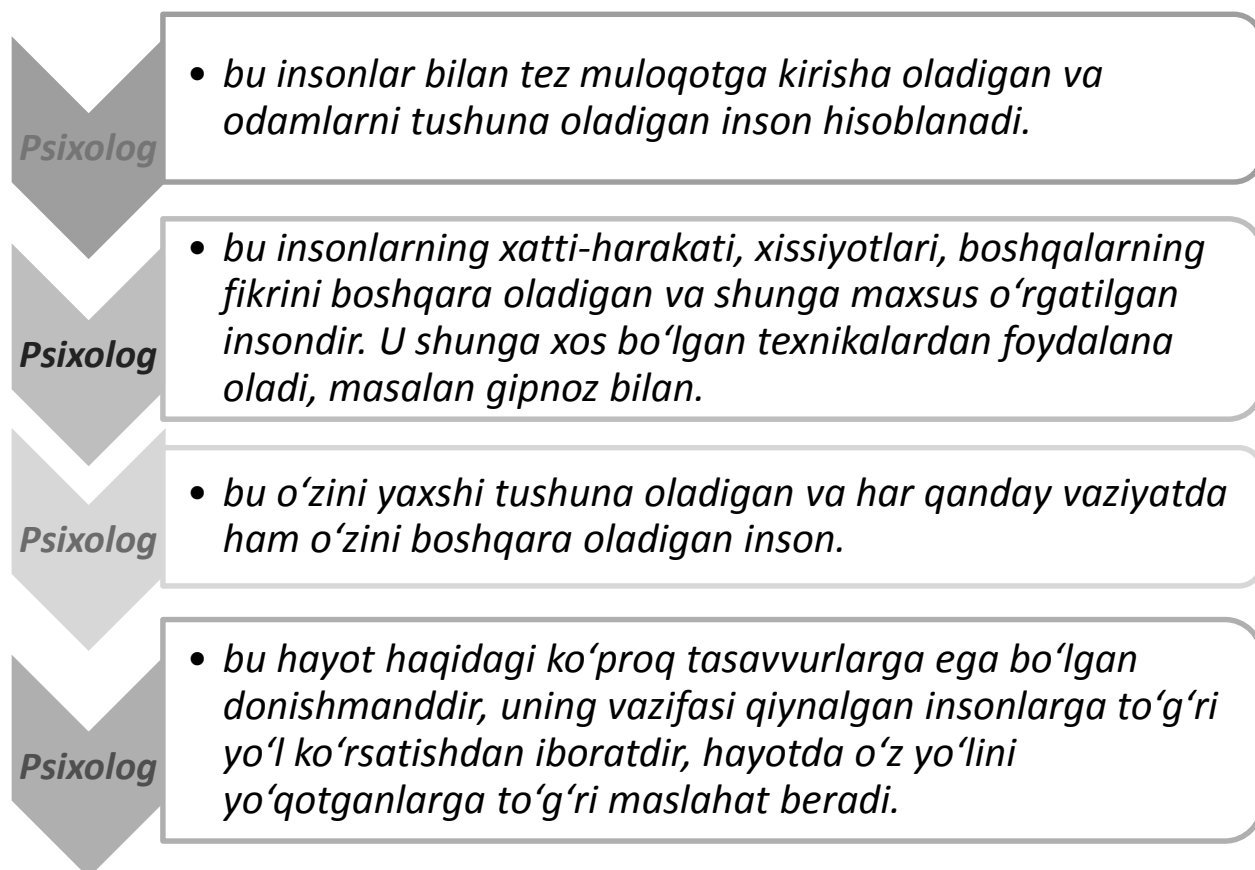 Psixolog
• bu insonlar bilan tez muloqotga kirisha oladigan va
odamlarni tushuna oladigan inson hisoblanadi.
Psixolog
• bu insonlarning xatti-harakati, xissiyotlari, boshqalarning
fikrini boshqara oladigan va shunga maxsus o‘rgatilgan
insondir. U shunga xos bo‘lgan texnikalardan foydalana
oladi, masalan gipnoz bilan.
Psixolog
• bu o‘zini yaxshi tushuna oladigan va har qanday vaziyatda
ham o‘zini boshqara oladigan inson.
Psixolog
• bu hayot haqidagi ko‘proq tasavvurlarga ega bo‘lgan
donishmanddir, uning vazifasi qiynalgan insonlarga to‘g‘ri
yo‘l ko‘rsatishdan iboratdir, hayotda o‘z yo‘lini
yo‘qotganlarga to‘g‘ri maslahat beradi.